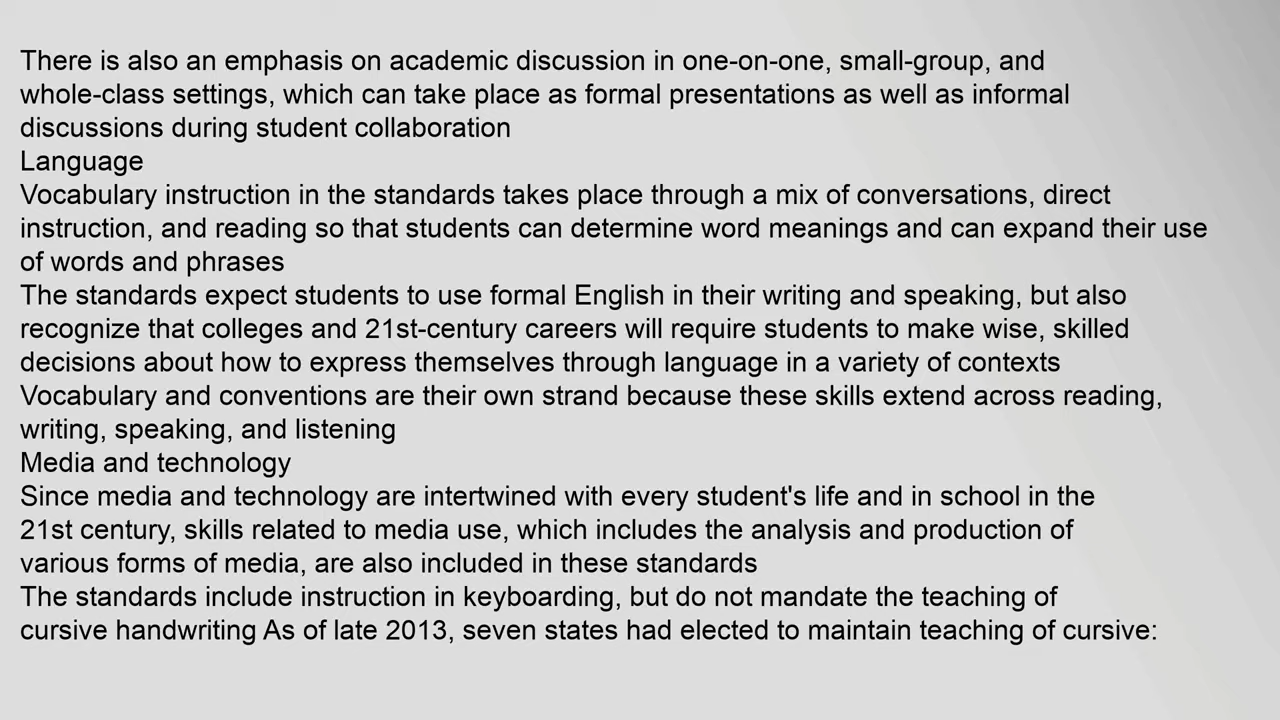 There is also an emphasis on academic discussion in one-on-one, small-group, and
whole-class settings, which can take place as formal presentations as well as informal
discussions during student collaboration
Language
Vocabulary instruction in the standards takes place through a mix of conversations, direct
instruction, and reading so that students can determine word meanings and can expand their use
of words and phrases
The standards expect students to use formal English in their writing and speaking, but also
recognize that colleges and 21st-century careers will require students to make wise, skilled
decisions about how to express themselves through language in a variety of contexts
Vocabulary and conventions are their own strand because these skills extend across reading,
writing, speaking, and listening
Media and technology
Since media and technology are intertwined with every student's life and in school in the
21st century, skills related to media use, which includes the analysis and production of
various forms of media, are also included in these standards
The standards include instruction in keyboarding, but do not mandate the teaching of
cursive handwriting As of late 2013, seven states had elected to maintain teaching of cursive: